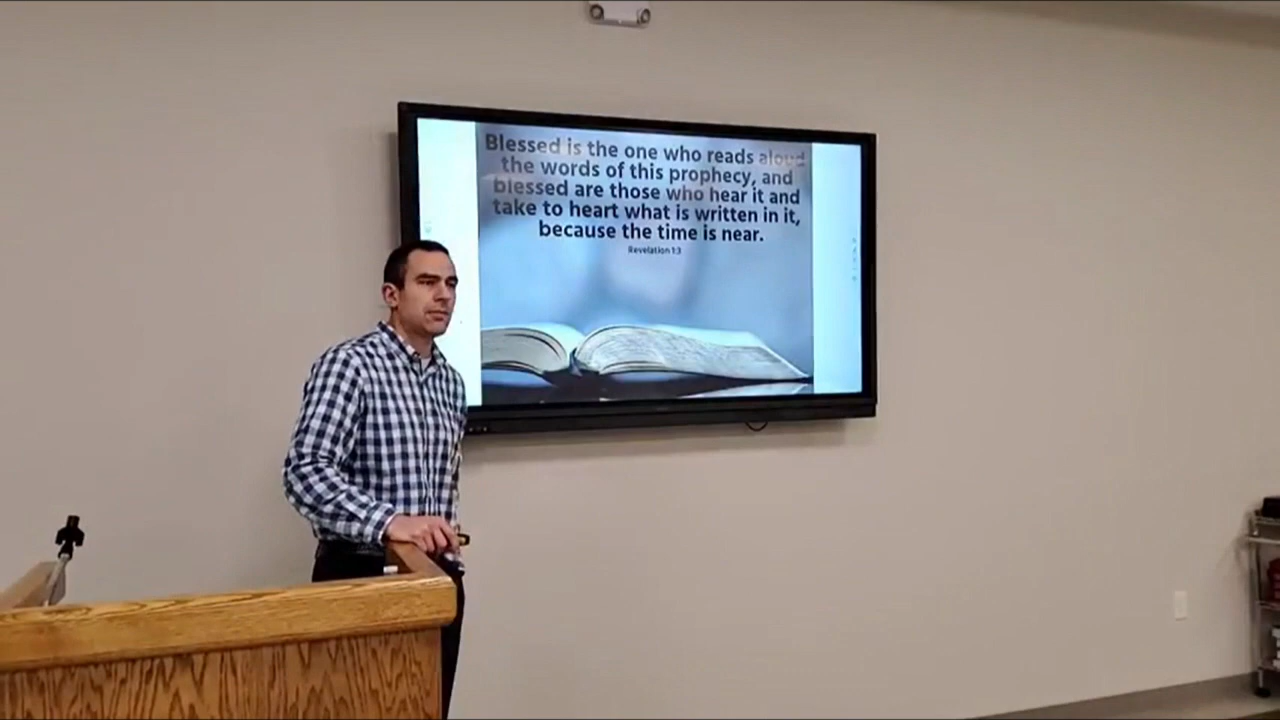 Blessed is the one who reads aloud
the words of this prophecy, and
blessed are those who hear it and
take to heart what is written in it,
because the time is near.
Revelation 1:3